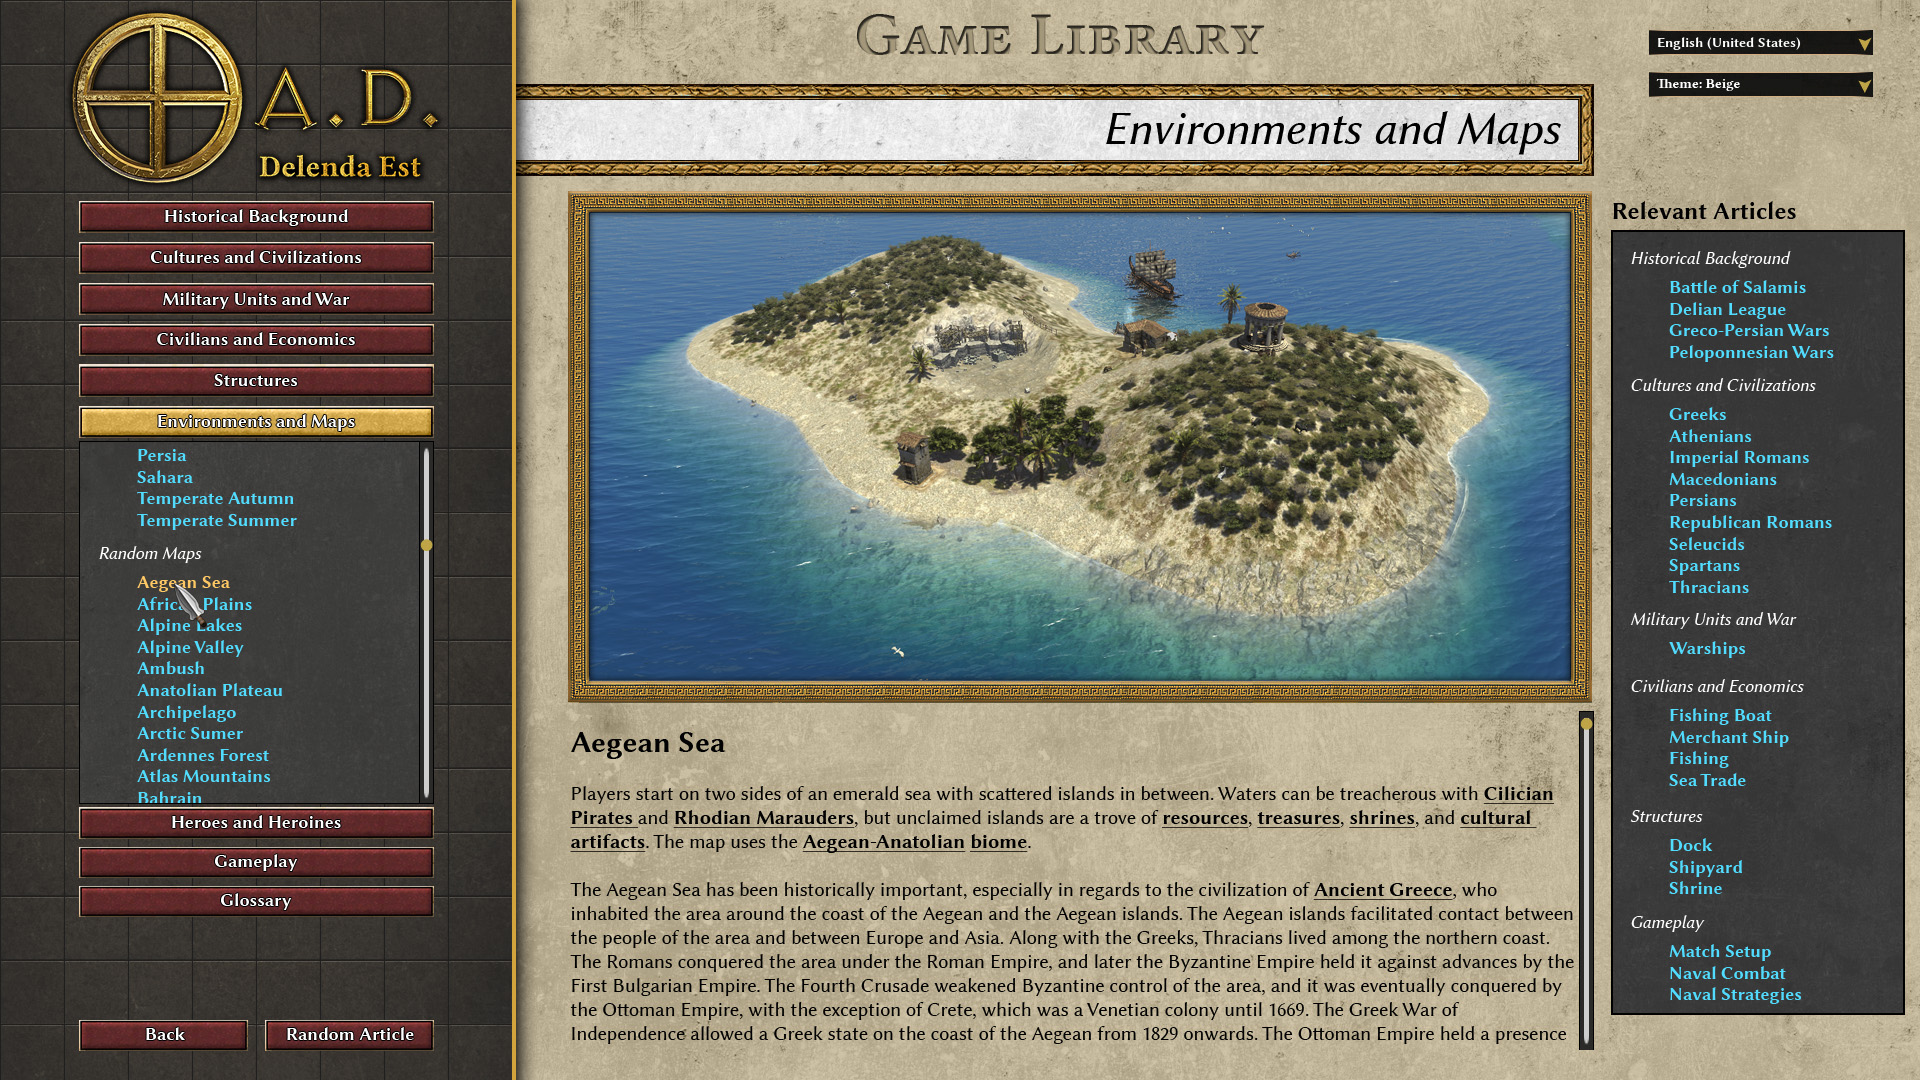 A. D.
Delenda Est
Historical Background
Cultures and Civilizations
Military Units and War
Civilians and Economics
Structures
Environments and Maps
Persia
Sahara
Temperate Autumn
Temperate Summer
Random Maps
Aegean Sea
African Plains
Alpine Lakes
Alpine Valley
Ambush
Anatolian Plateau
Archipelago
Arctic Sumer
Ardennes Forest
Atlas Mountains
Bahrain
Heroes and Heroines
Gameplay
Glossary
Back
Random Article
Game Library
Environments and Maps
Aegean Sea
Players start on two sides of an emerald sea with scattered islands in between. Waters can be treacherous with Cilician
Pirates and Rhodian Marauders, but unclaimed islands are a trove of resources, treasures, shrines, and cultural
artifacts. The map uses the Aegean-Anatolian biome.
The Aegean Sea has been historically important, especially in regards to the civilization of Ancient Greece, who
inhabited the area around the coast of the Aegean and the Aegean islands. The Aegean islands facilitated contact between
the people of the area and between Europe and Asia. Along with the Greeks, Thracians lived among the northern coast.
The Romans conquered the area under the Roman Empire, and later the Byzantine Empire held it against advances by the
First Bulgarian Empire. The Fourth Crusade weakened Byzantine control of the area, and it was eventually conquered by
the Ottoman Empire, with the exception of Crete, which was a Venetian colony until 1669. The Greek War of
Independence allowed a Greek state on the coast of the Aegean from 1829 onwards. The Ottoman Empire held a presence
English (United States)
Theme: Beige
Relevant Articles
Historical Background
Battle of Salamis
Delian League
Greco-Persian Wars
Peloponnesian Wars
Cultures and Civilizations
Greeks
Athenians
Imperial Romans
Macedonians
Persians
Republican Romans
Seleucids
Spartans
Thracians
Military Units and War
Warships
Civilians and Economics
Fishing Boat
Merchant Ship
Fishing
Sea Trade
Structures
Dock
Shipyard
Shrine
Gameplay
Match Setup
Naval Combat
Naval Strategies